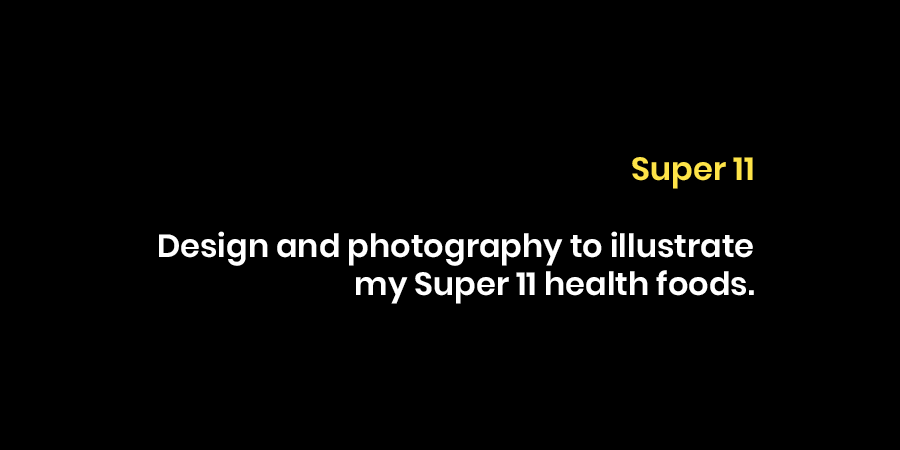 Super 11
Design and photography to illustrate
my Super 11 health foods.